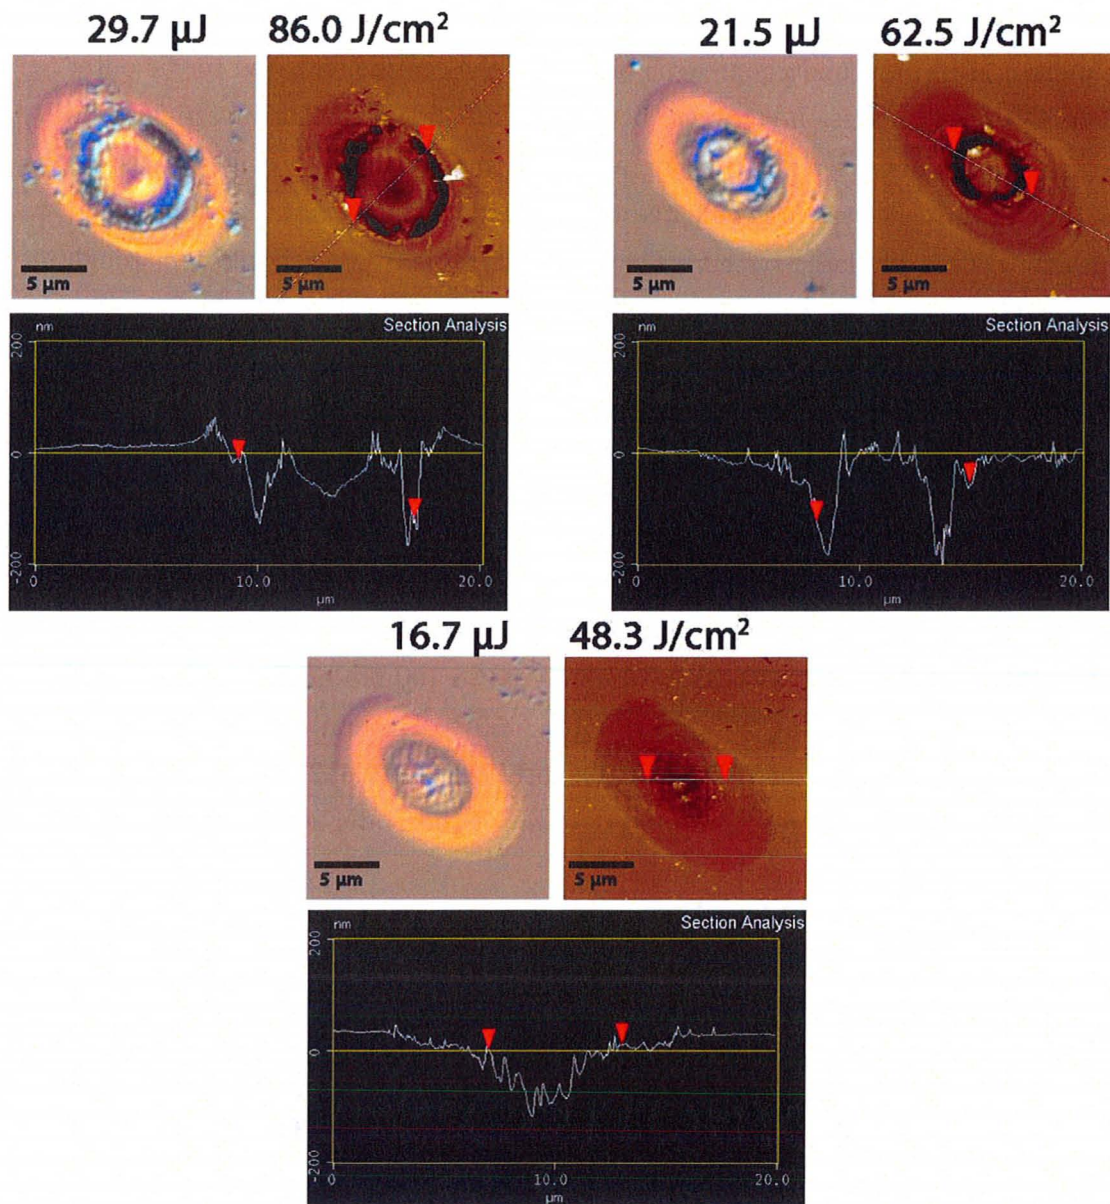 29.7 µJ 86.0 J/cm²
5 µm
5 µm
nm
Section Analysis
200
0
-200
0
10.0
20.0
µm
21.5 µJ 62.5 J/cm²
5 µm
5 µm
nm
Section Analysis
200
0
-200
0
10.0
20.0
µm
16.7 µJ 48.3 J/cm²
5 µm
5 µm
nm
Section Analysis
200
0
-200
0
10.0
20.0
µm